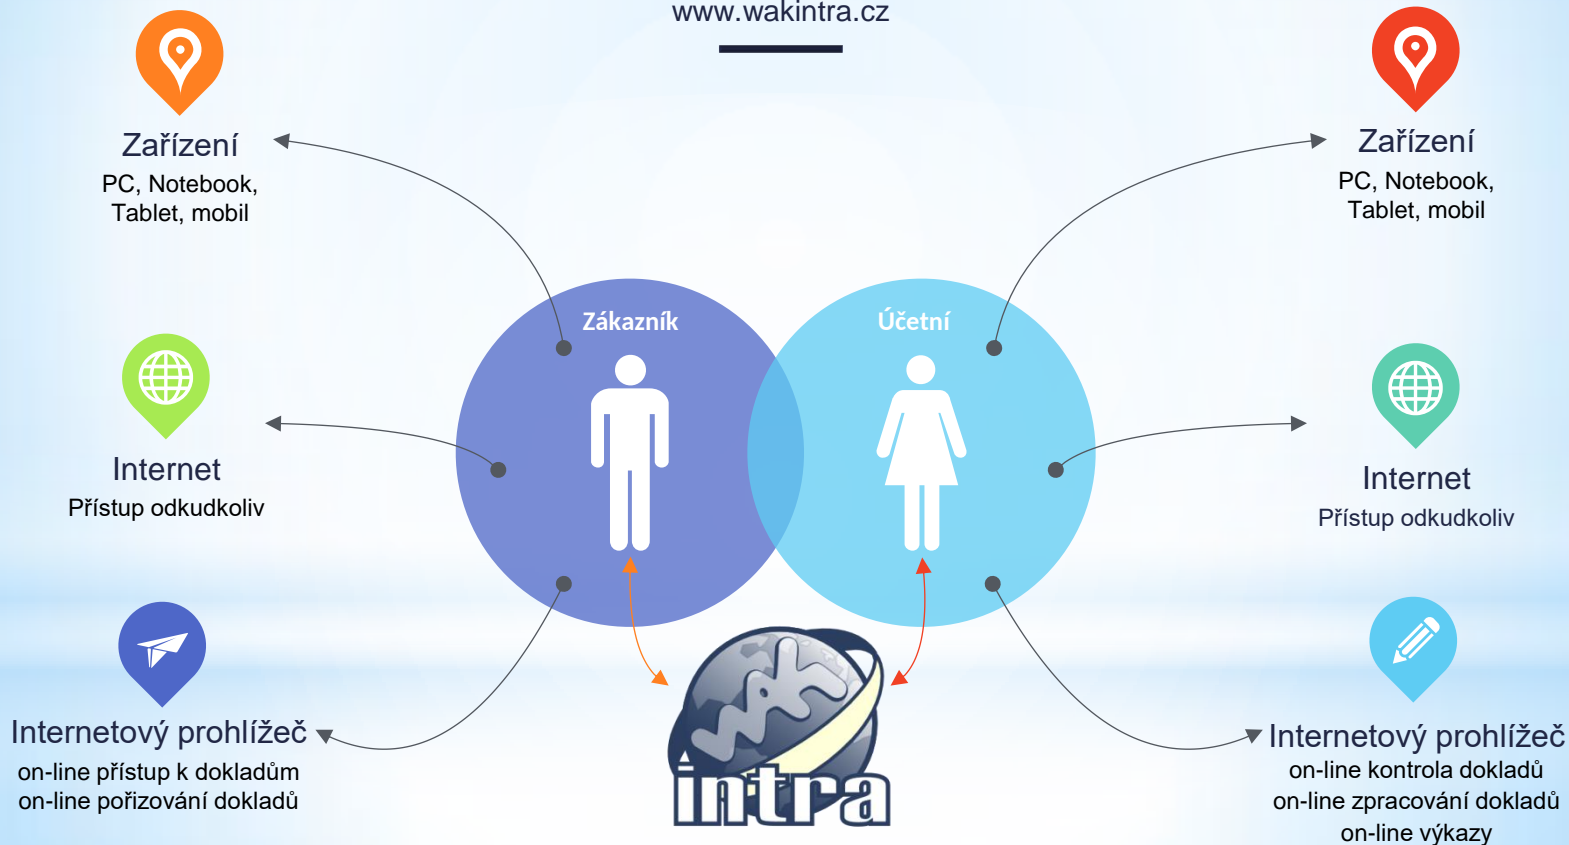 www.wakintra.cz
Zařízení
PC, Notebook,
Tablet, mobil
Zařízení
PC, Notebook,
Tablet, mobil
Zákazník
Účetní
Internet
Přístup odkudkoliv
Internet
Přístup odkudkoliv
Internetový prohlížeč
on-line přístup k dokladům
on-line pořizování dokladů
WAK
intra
Internetový prohlížeč
on-line kontrola dokladů
on-line zpracování dokladů
on-line výkazy